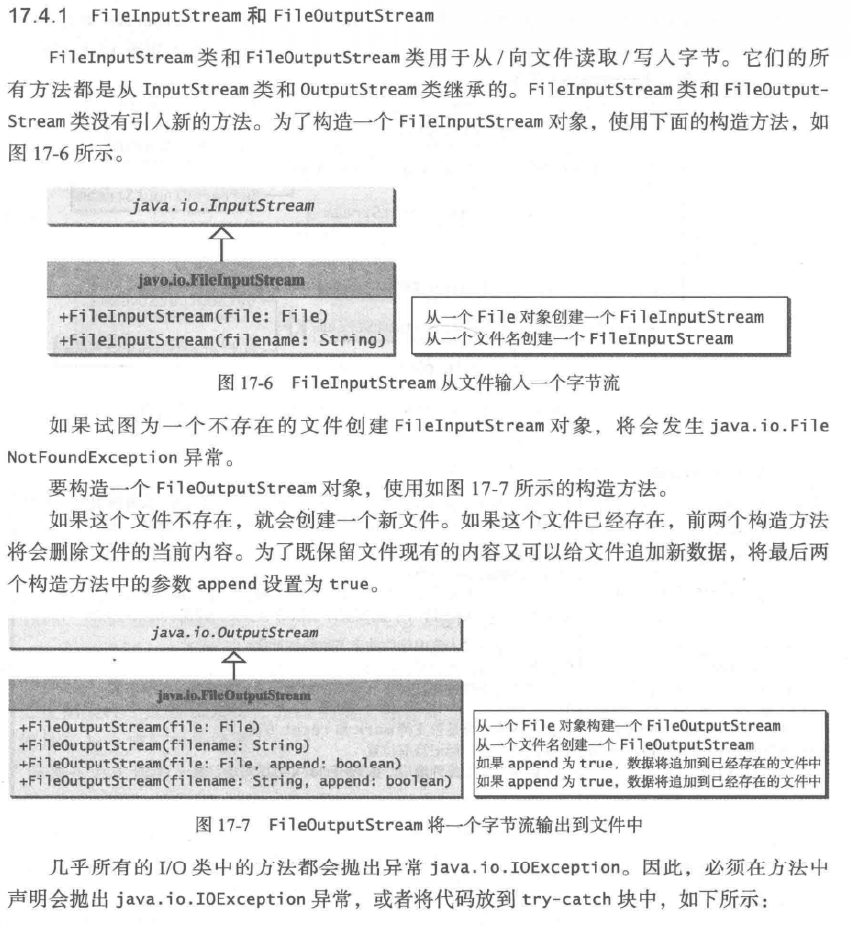 17.4.1 FileInputStream 和 FileOutputStream
FileInputStream 类和 FileOutputStream 类用于从/向文件读取/写入字节。它们的所
有方法都是从 InputStream 类和 OutputStream 类继承的。FileInputStream 类和 FileOutput-
Stream 类没有引入新的方法。为了构造一个 FileInputStream 对象，使用下面的构造方法，如
图 17-6 所示。
java.io.InputStream
javo.io.FileInputStream
+FileInputStream(file: File)
+FileInputStream(filename: String)
从一个 File 对象创建一个 FileInputStream
从一个文件名创建一个 FileInputStream
图 17-6 FileInputStream 从文件输入一个字节流
如果试图为一个不存在的文件创建 FileInputStream 对象，将会发生 java.io.File
NotFoundException 异常。
要构造一个 FileOutputStream 对象，使用如图 17-7 所示的构造方法。
如果这个文件不存在，就会创建一个新文件。如果这个文件已经存在，前两个构造方法
将会删除文件的当前内容。为了既保留文件现有的内容又可以给文件追加新数据，将最后两
个构造方法中的参数 append 设置为 true。
java.io.OutputStream
java.io.FileOutputStream
+FileOutputStream(file: File)
+FileOutputStream(filename: String)
+FileOutputStream(file: File, append: boolean)
+FileOutputStream(filename: String, append: boolean)
从一个 File 对象构建一个 FileOutputStream
从一个文件名创建一个 FileOutputStream
如果 append 为 true，数据将追加到已经存在的文件中
如果 append 为 true，数据将追加到已经存在的文件中
图 17-7 FileOutputStream 将一个字节流输出到文件中
几乎所有的 I/O 类中的方法都会抛出异常 java.io.IOException。因此，必须在方法中
声明会抛出 java.io.IOException 异常，或者将代码放到 try-catch 块中，如下所示：